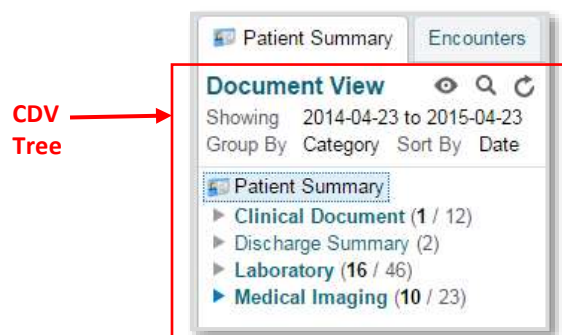 Patient Summary Encounters
Document View
Showing 2014-04-23 to 2015-04-23
Group By Category Sort By Date
CDV
Tree
Patient Summary
Clinical Document (1 / 12)
Discharge Summary (2)
Laboratory (16 / 46)
Medical Imaging (10 / 23)